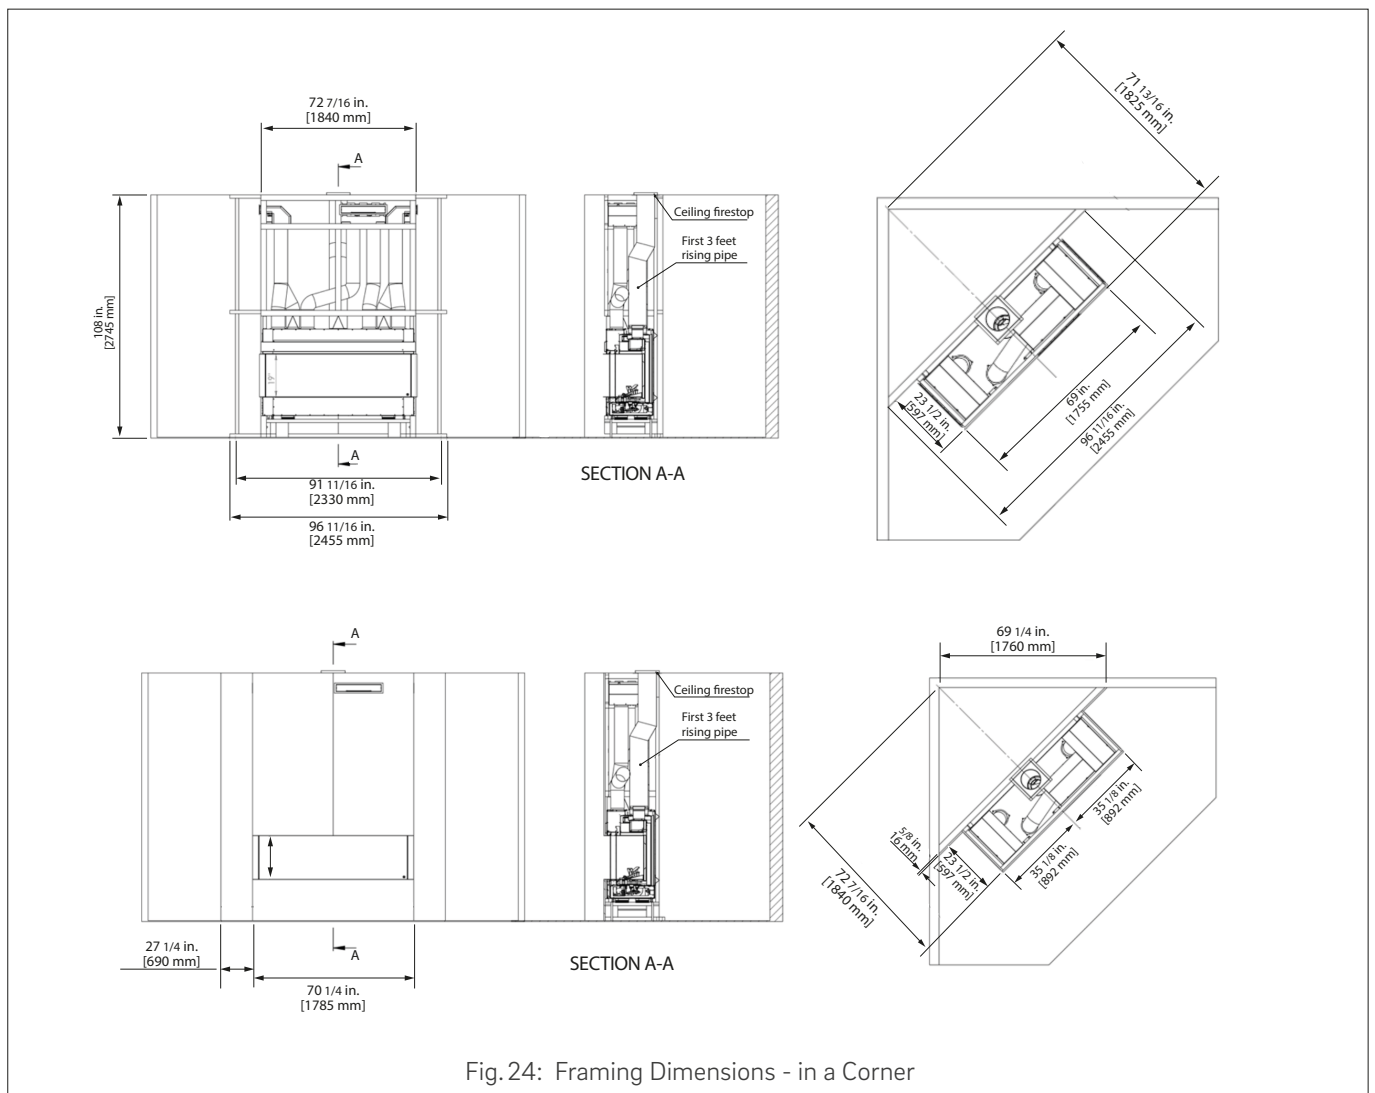 72 7/16 in.
[1840 mm]
A
108 in.
[2745 mm]
19"
A
91 11/16 in.
[2330 mm]
96 11/16 in.
[2455 mm]
Ceiling firestop
First 3 feet
rising pipe
SECTION A-A
71 13/16 in.
[1825 mm]
23 1/2 in.
[597 mm]
69 in.
[1755 mm]
96 11/16 in.
[2455 mm]
A
27 1/4 in.
[690 mm]
A
70 1/4 in.
[1785 mm]
Ceiling firestop
First 3 feet
rising pipe
SECTION A-A
69 1/4 in.
[1760 mm]
5/8 in.
16 mm
23 1/2 in.
[597 mm]
35 1/8 in.
[892 mm]
35 1/8 in.
[892 mm]
72 7/16 in.
[1840 mm]
Fig. 24: Framing Dimensions - in a Corner